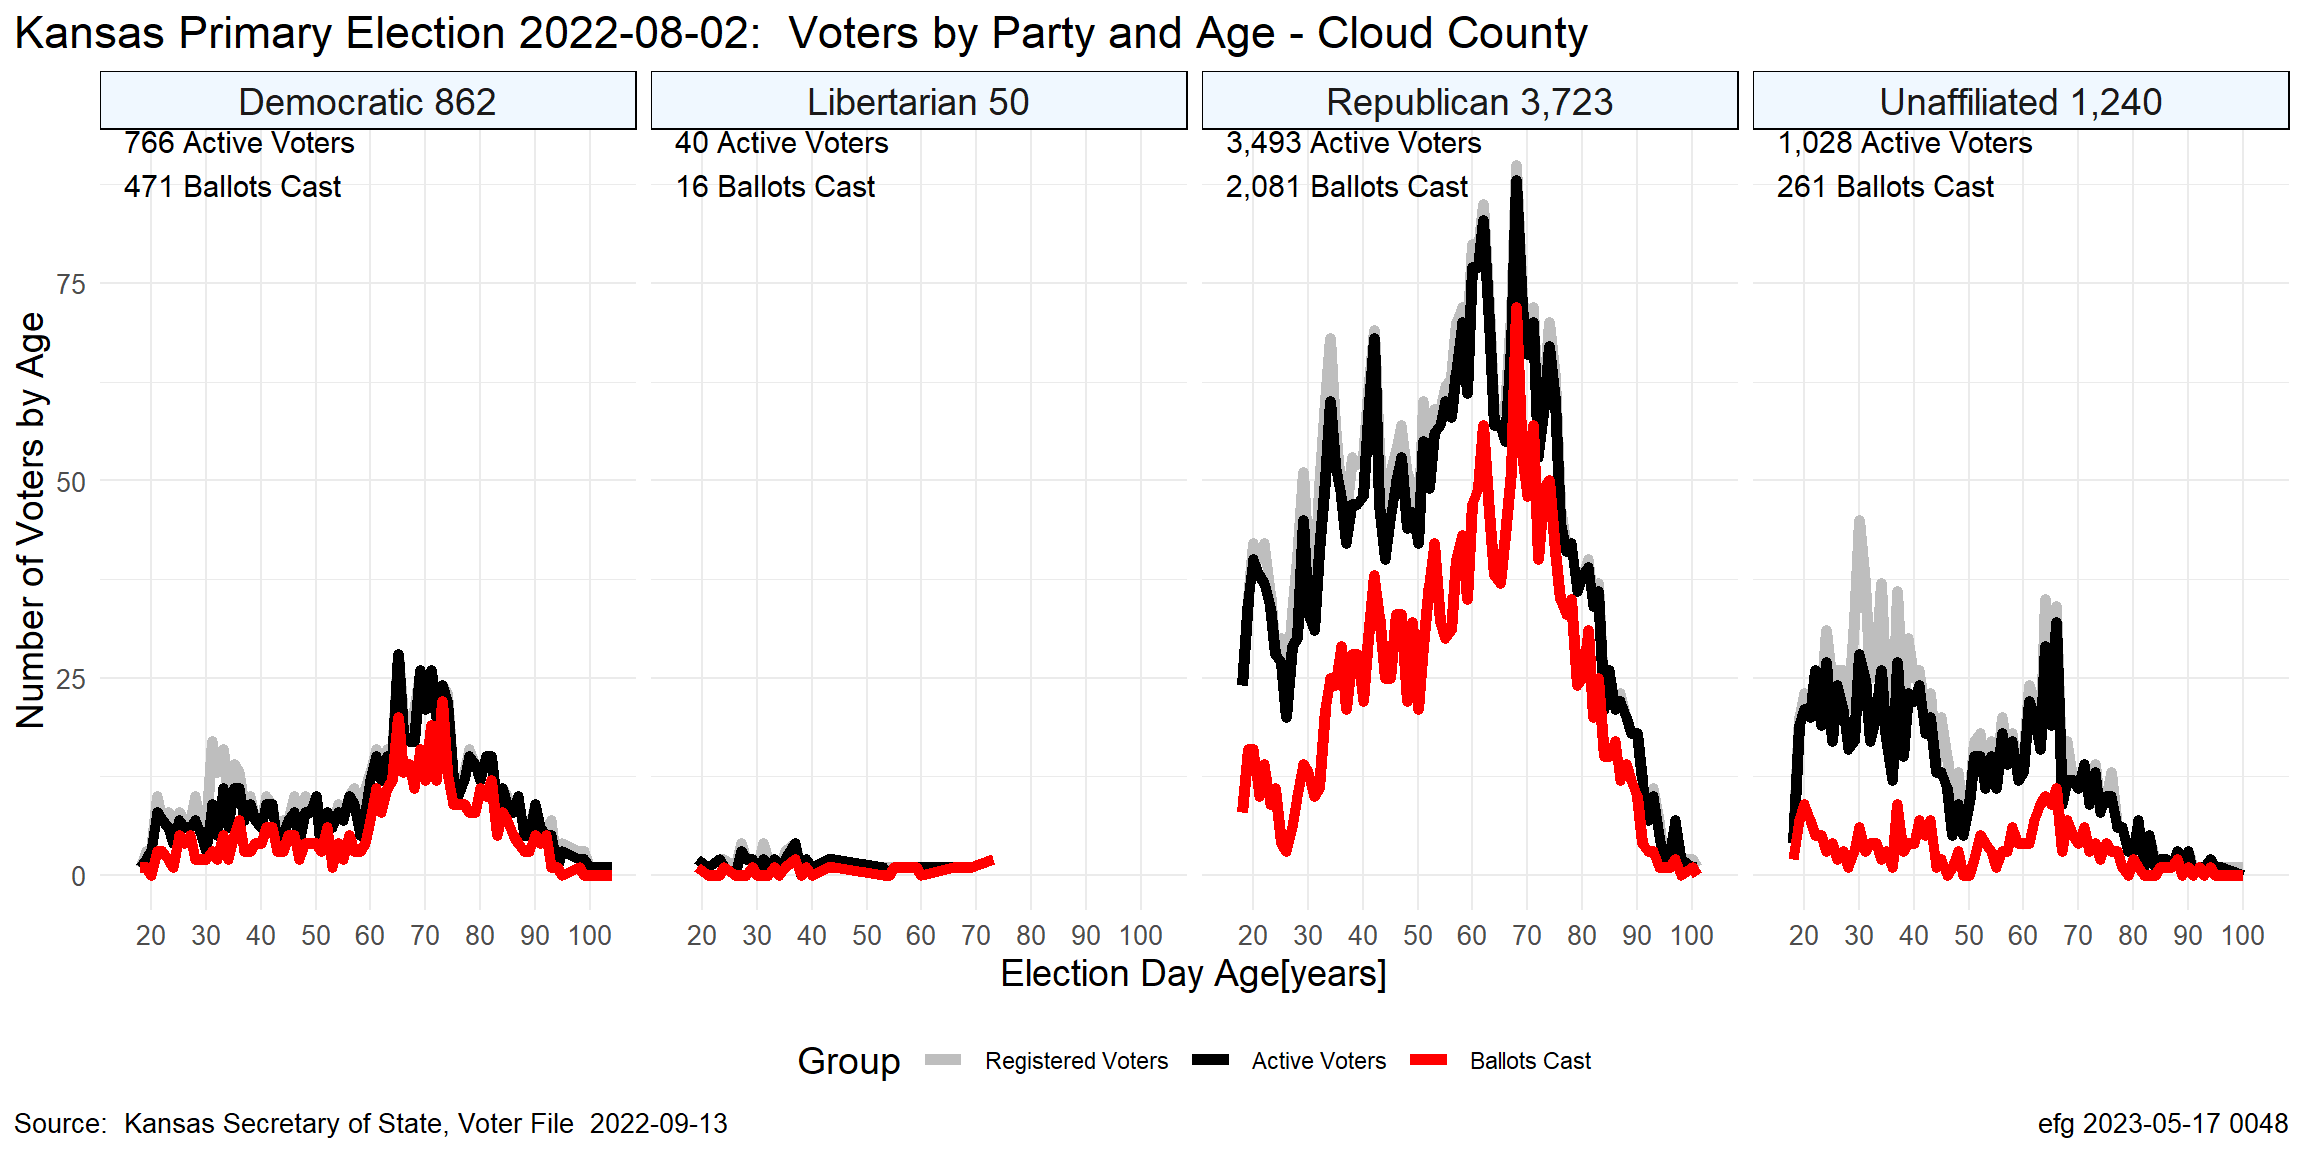 Kansas Primary Election 2022-08-02:  Voters by Party and Age - Cloud County
Democratic 862
Libertarian 50
Republican 3,723
Unaffiliated 1,240
766 Active Voters
471 Ballots Cast
40 Active Voters
16 Ballots Cast
3,493 Active Voters
2,081 Ballots Cast
1,028 Active Voters
261 Ballots Cast
Number of Voters by Age
75
50
25
0
20 30 40 50 60 70 80 90 100
20 30 40 50 60 70 80 90 100
20 30 40 50 60 70 80 90 100
20 30 40 50 60 70 80 90 100
Election Day Age[years]
Group Registered Voters Active Voters Ballots Cast
Source:  Kansas Secretary of State, Voter File  2022-09-13
efg 2023-05-17 0048